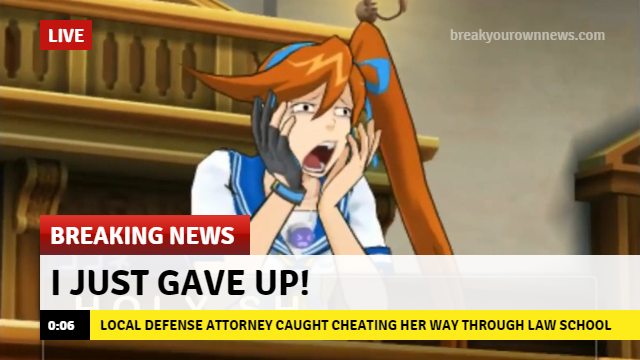 LIVE
breakyourownnews.com
BREAKING NEWS
I JUST GAVE UP!
0:06
LOCAL DEFENSE ATTORNEY CAUGHT CHEATING HER WAY THROUGH LAW SCHOOL